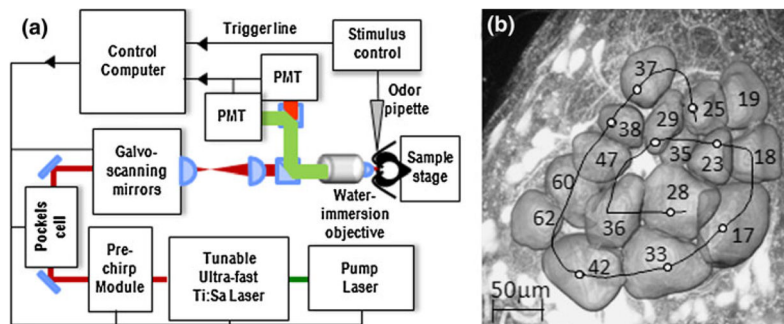 (a)
Control
Computer
Triggerline
Stimulus
control
PMT
PMT
Odor
pipette
Galvo-
scanning
mirrors
Sample
stage
Water-
immersion
objective
Pockels
cell
Pre-
chirp
Module
Tunable
Ultra-fast
Ti:Sa Laser
Pump
Laser
(b)
37
25
19
29
38
47
35
23
18
60
28
62
36
17
33
42
50µm